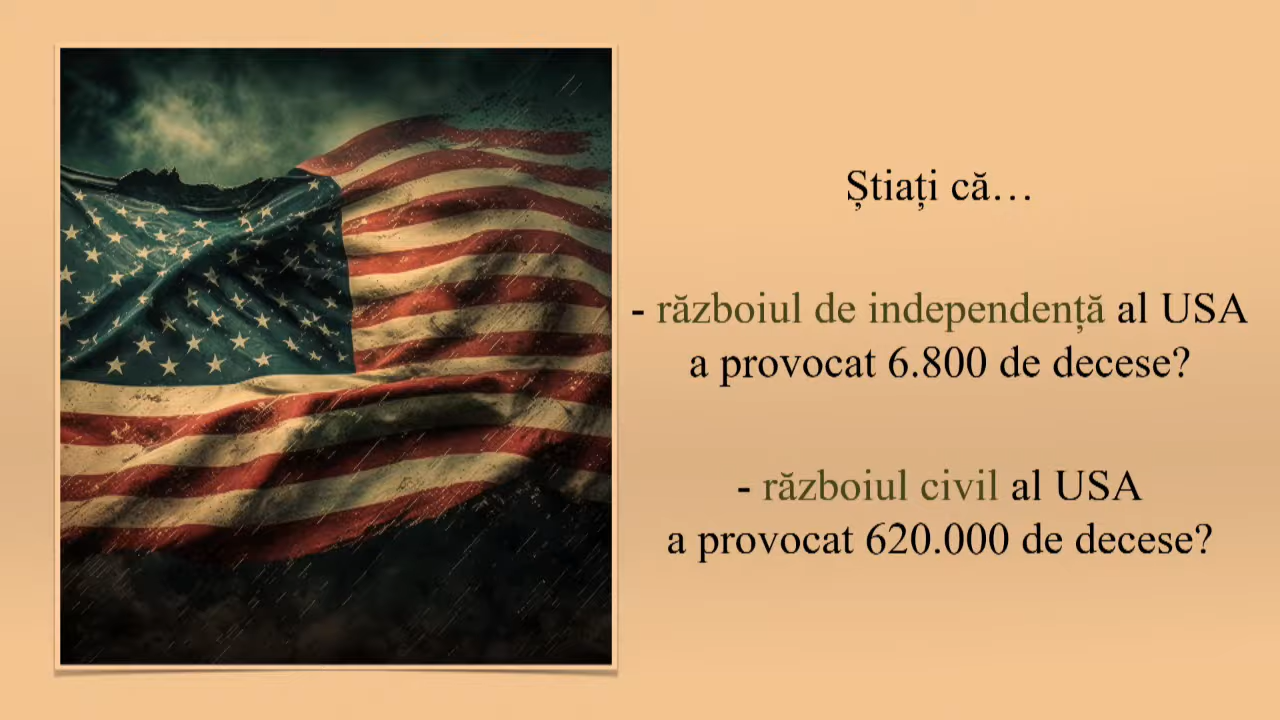 Știați că…
- războiul de independență al USA
a provocat 6.800 de decese?
- războiul civil al USA
a provocat 620.000 de decese?